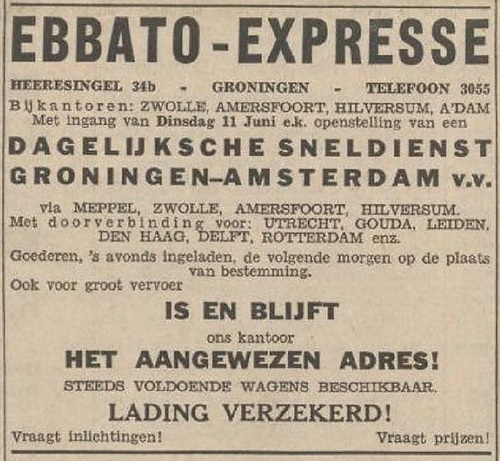 EBBATO-EXPRESSE
HEERESINGEL 34b - GRONINGEN - TELEFOON 3055
Bijkantoren: ZWOLLE, AMERSFOORT, HILVERSUM, A'DAM
Met ingang van Dinsdag 11 Juni e.k. openstelling van een
DAGELIJKSCHE SNELDIENST
GRONINGEN-AMSTERDAM v.v.
via MEPPEL, ZWOLLE, AMERSFOORT, HILVERSUM.
Met doorverbinding voor: UTRECHT, GOUDA, LEIDEN,
DEN HAAG, DELFT, ROTTERDAM enz.
Goederen, 's avonds ingeladen, de volgende morgen op de plaats
van bestemming.
Ook voor groot vervoer
IS EN BLIJFT
ons kantoor
HET AANGEWEZEN ADRES!
STEEDS VOLDOENDE WAGENS BESCHIKBAAR.
LADING VERZEKERD!
Vraagt inlichtingen! Vraagt prijzen!